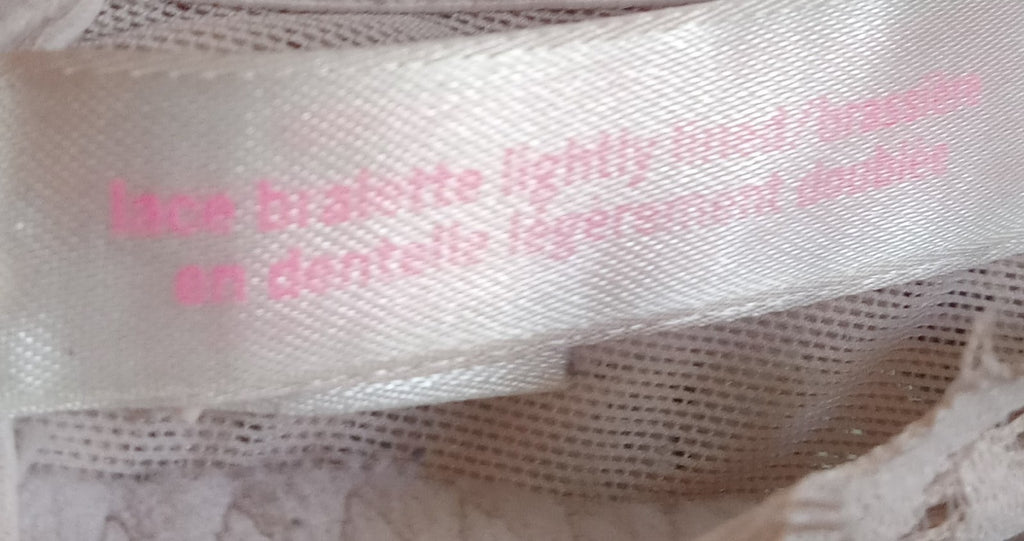 lace bralette lightly lined / brassière
en dentelle légèrement doublée